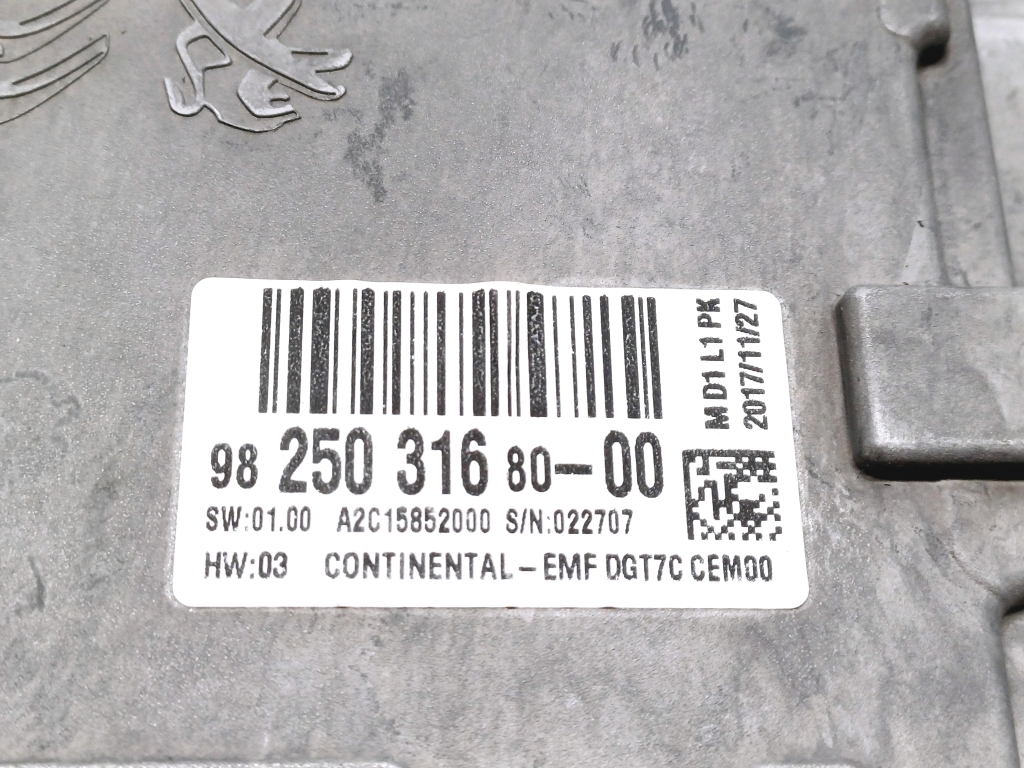 98 250 316 80-00
SW:01.00 A2C15852000 S/N:022707
HW:03 CONTINENTAL-EMF DGT7C CEM00
M D1 L1 PK
2017/11/27